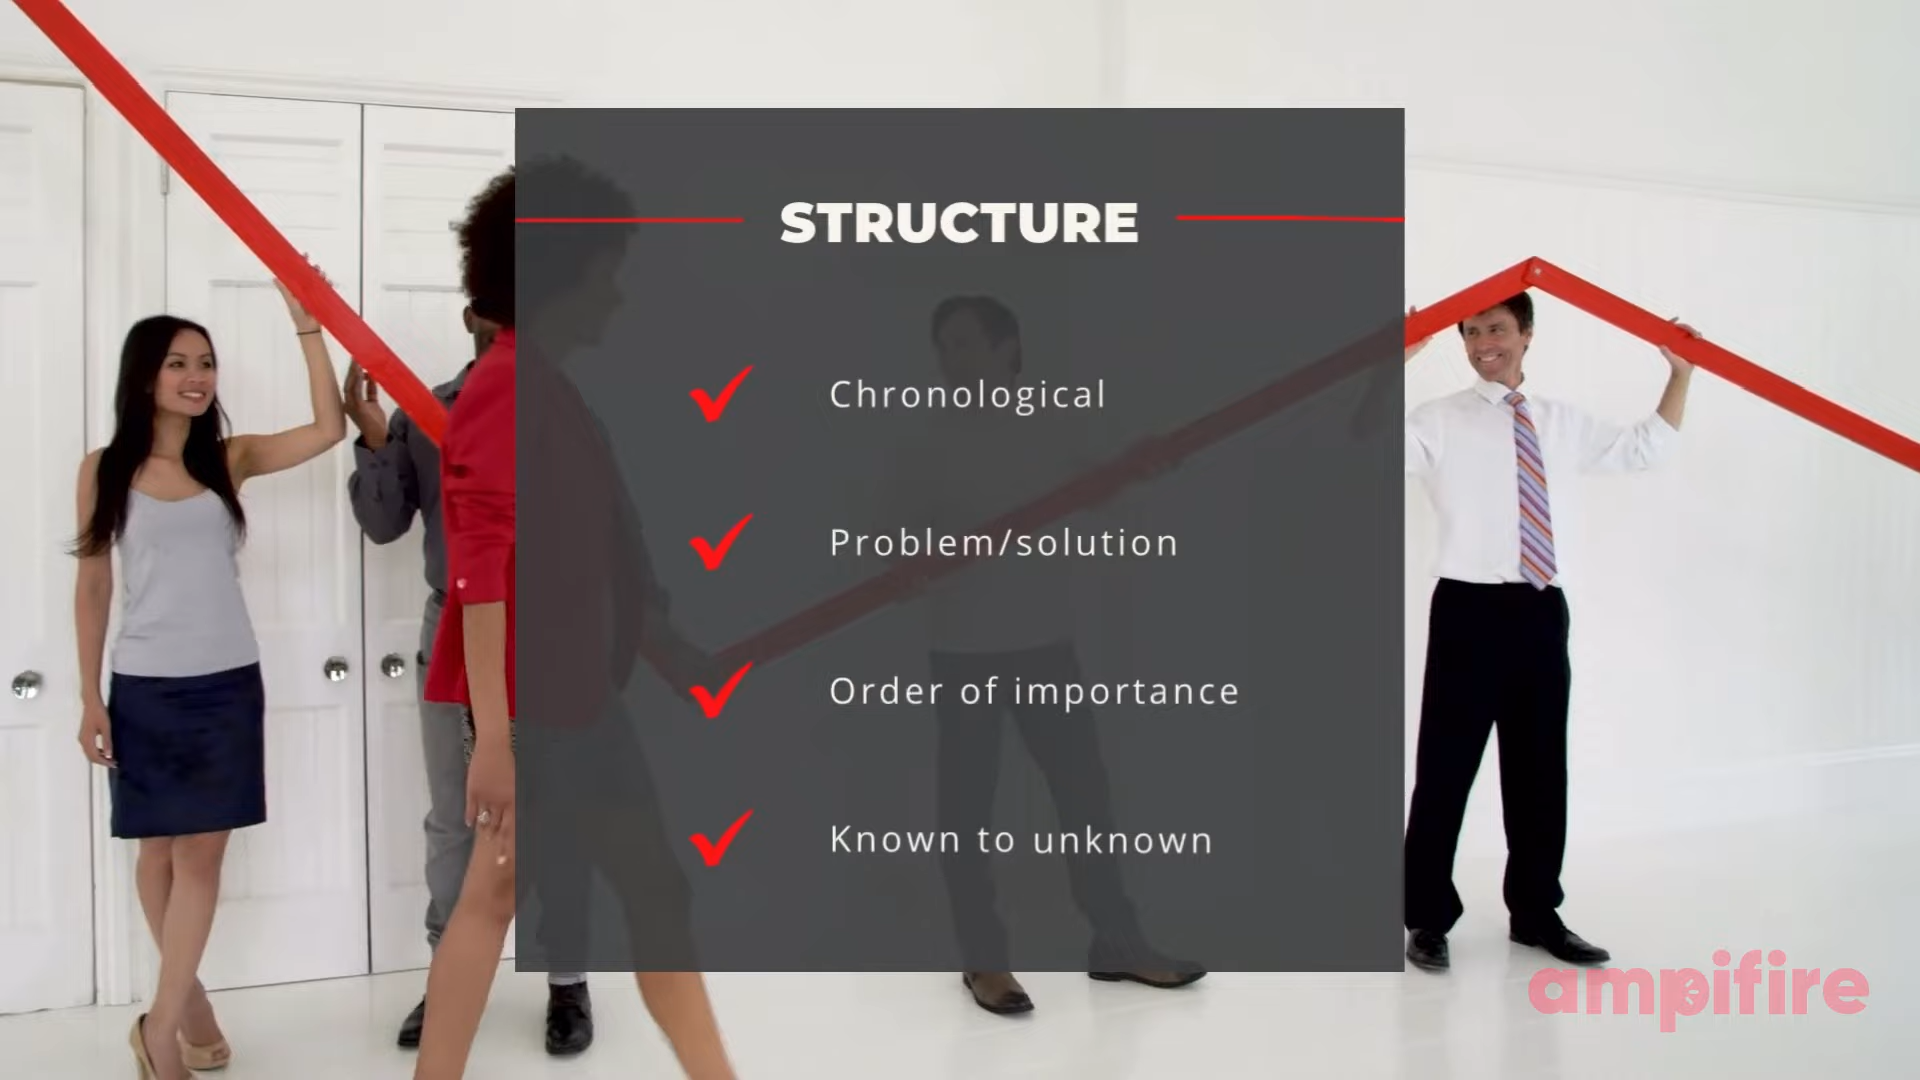 STRUCTURE
Chronological
Problem/solution
Order of importance
Known to unknown
ampifire